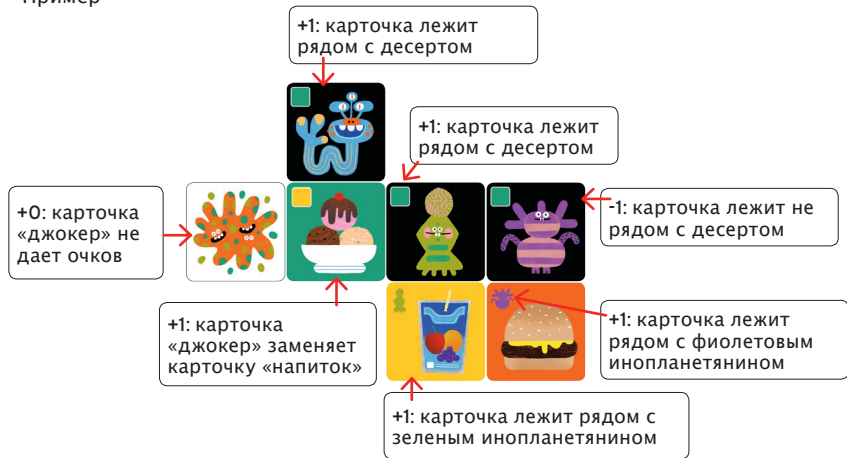 Пример
+1: карточка лежит
рядом с десертом
+1: карточка лежит
рядом с десертом
+0: карточка
«джокер» не
дает очков
-1: карточка лежит не
рядом с десертом
+1: карточка
«джокер» заменяет
карточку «напиток»
+1: карточка лежит
рядом с фиолетовым
инопланетянином
+1: карточка лежит рядом с
зеленым инопланетянином